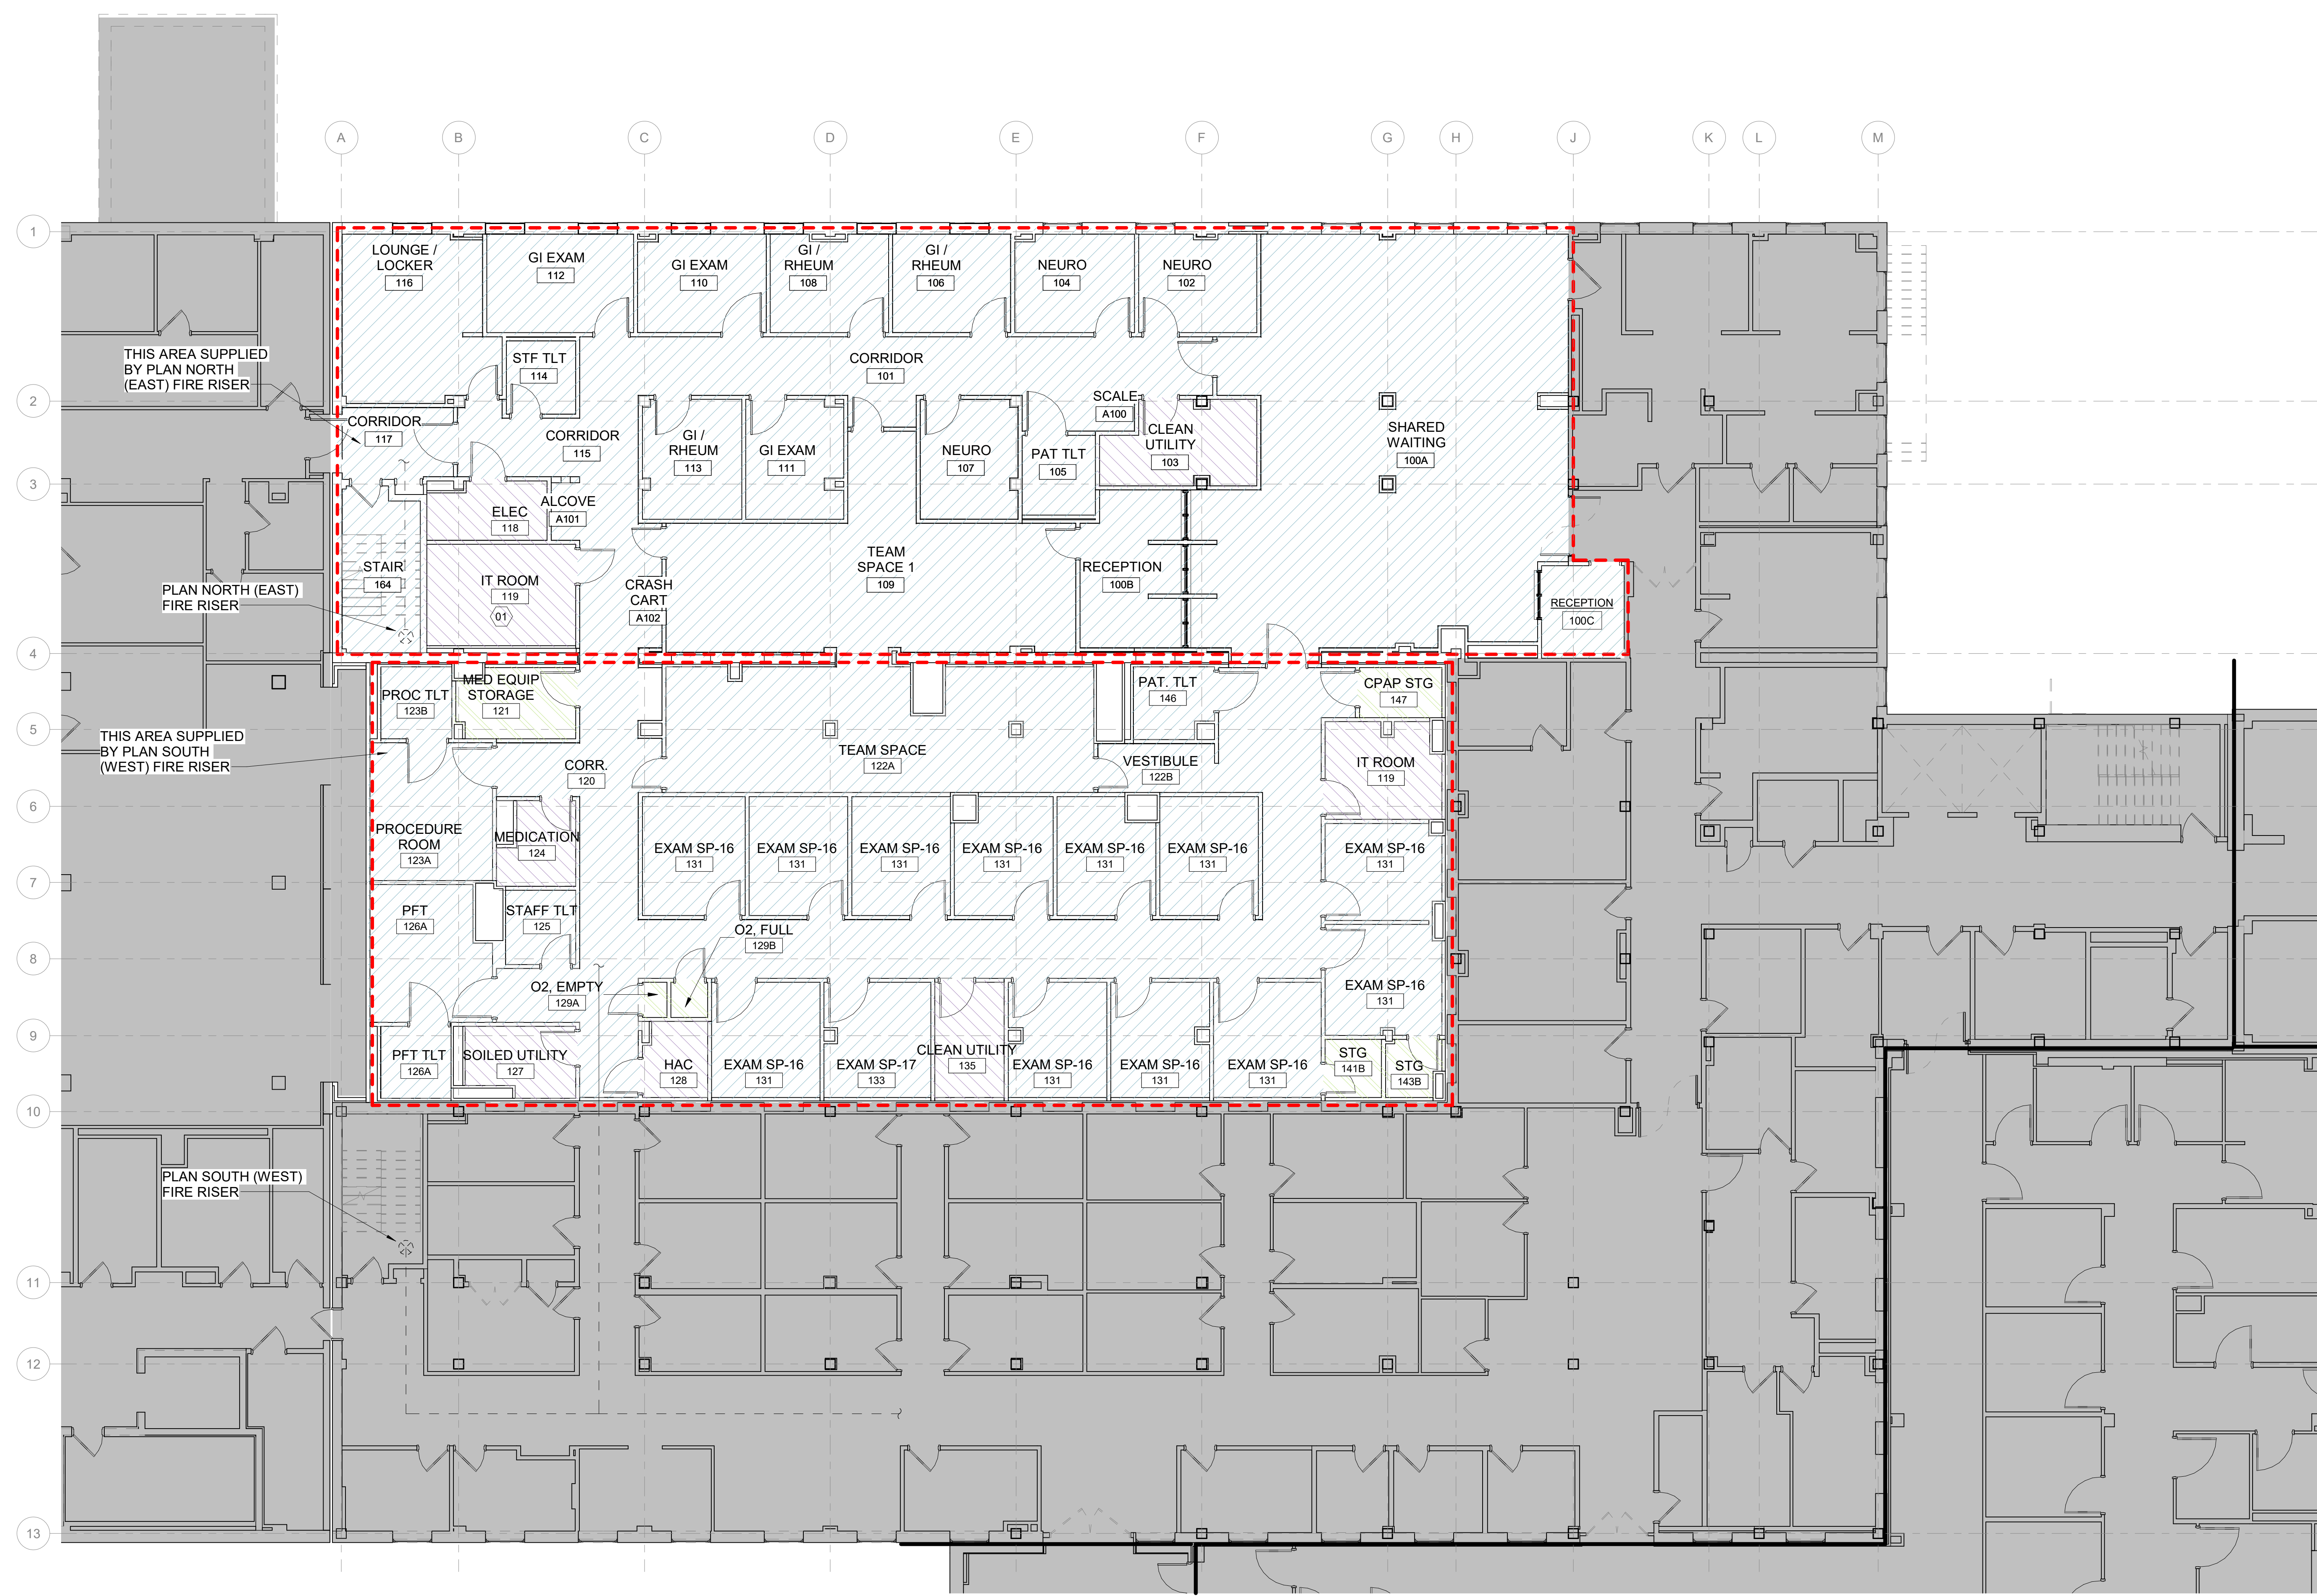 A
B
C
D
E
F
G
H
J
K
L
M
1
LOUNGE /
LOCKER
116
GI EXAM
112
GI EXAM
110
GI /
RHEUM
108
GI /
RHEUM
106
NEURO
104
NEURO
102
THIS AREA SUPPLIED
BY PLAN NORTH
(EAST) FIRE RISER
STF TLT
114
CORRIDOR
101
2
SCALE
A100
CORRIDOR
117
CORRIDOR
115
GI /
RHEUM
113
GI EXAM
111
NEURO
107
PAT TLT
105
CLEAN
UTILITY
103
SHARED
WAITING
100A
3
ELEC
118
ALCOVE
A101
STAIR
164
IT ROOM
119
01
TEAM
SPACE 1
109
RECEPTION
100B
PLAN NORTH (EAST)
FIRE RISER
CRASH
CART
A102
RECEPTION
100C
4
PROC TLT
123B
MED EQUIP
STORAGE
121
PAT. TLT
146
CPAP STG
147
5
THIS AREA SUPPLIED
BY PLAN SOUTH
(WEST) FIRE RISER
CORR.
120
TEAM SPACE
122A
VESTIBULE
122B
IT ROOM
119
6
PROCEDURE
ROOM
123A
MEDICATION
124
EXAM SP-16
131
EXAM SP-16
131
EXAM SP-16
131
EXAM SP-16
131
EXAM SP-16
131
EXAM SP-16
131
EXAM SP-16
131
7
PFT
126A
STAFF TLT
125
O2, FULL
129B
8
O2, EMPTY
129A
EXAM SP-16
131
9
PFT TLT
126A
SOILED UTILITY
127
HAC
128
EXAM SP-16
131
EXAM SP-17
133
CLEAN UTILITY
135
EXAM SP-16
131
EXAM SP-16
131
EXAM SP-16
131
STG
141B
STG
143B
10
PLAN SOUTH (WEST)
FIRE RISER
11
12
13